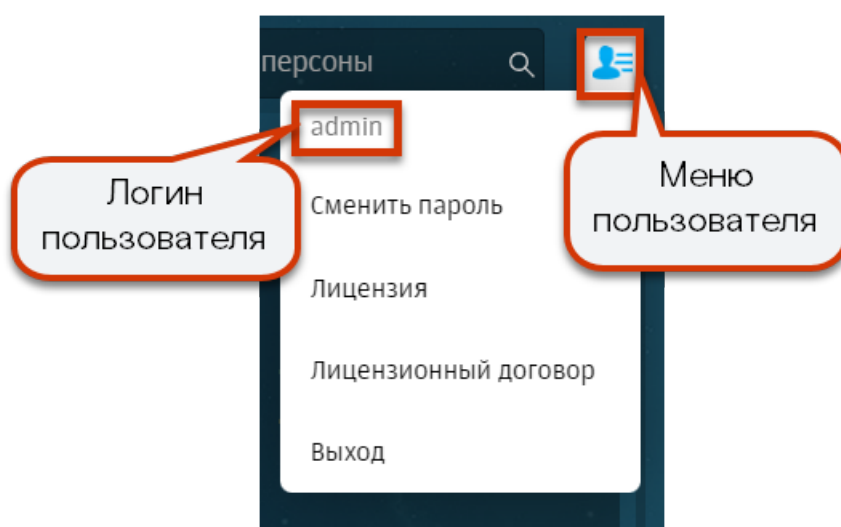 персоны
admin
Логин
пользователя
Меню
пользователя
Сменить пароль
Лицензия
Лицензионный договор
Выход